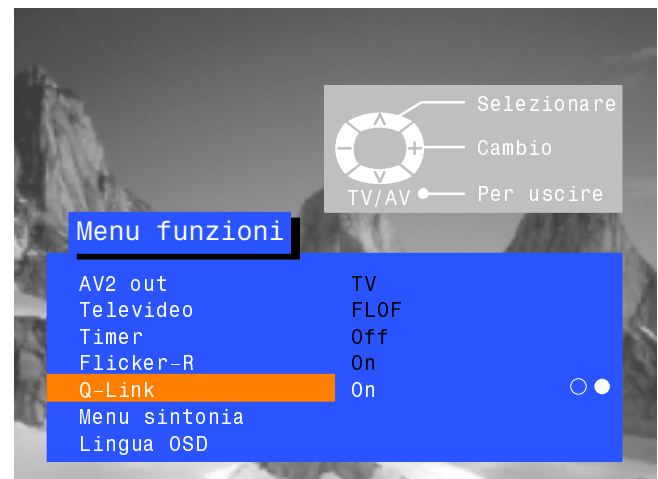 Selezionare
Cambio
TV/AV Per uscire
Menu funzioni
AV2 out TV
Televideo FLOF
Timer Off
Flicker-R On
Q-Link On
Menu sintonia
Lingua OSD